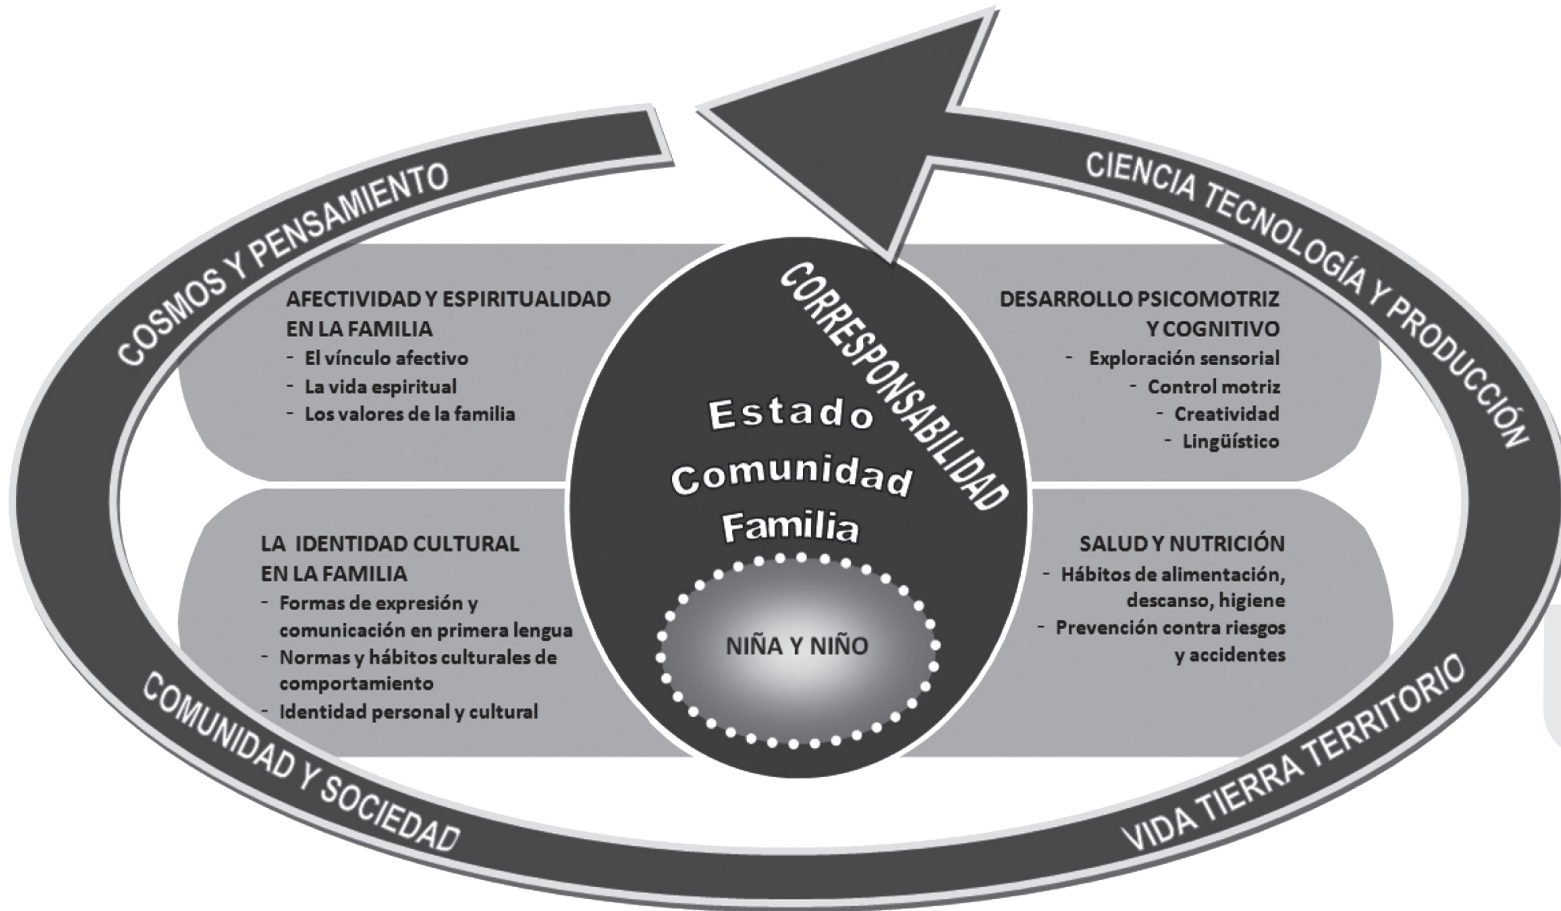 COSMOS Y PENSAMIENTO
CIENCIA TECNOLOGÍA Y PRODUCCIÓN
AFECTIVIDAD Y ESPIRITUALIDAD
EN LA FAMILIA
- El vínculo afectivo
- La vida espiritual
- Los valores de la familia
CORRESPONSABILIDAD
Estado
Comunidad
Familia
NIÑA Y NIÑO
DESARROLLO PSICOMOTRIZ
Y COGNITIVO
- Exploración sensorial
- Control motriz
- Creatividad
- Lingüístico
LA IDENTIDAD CULTURAL
EN LA FAMILIA
- Formas de expresión y
comunicación en primera lengua
- Normas y hábitos culturales de
comportamiento
- Identidad personal y cultural
SALUD Y NUTRICIÓN
- Hábitos de alimentación,
descanso, higiene
- Prevención contra riesgos
y accidentes
COMUNIDAD Y SOCIEDAD
VIDA TIERRA TERRITORIO